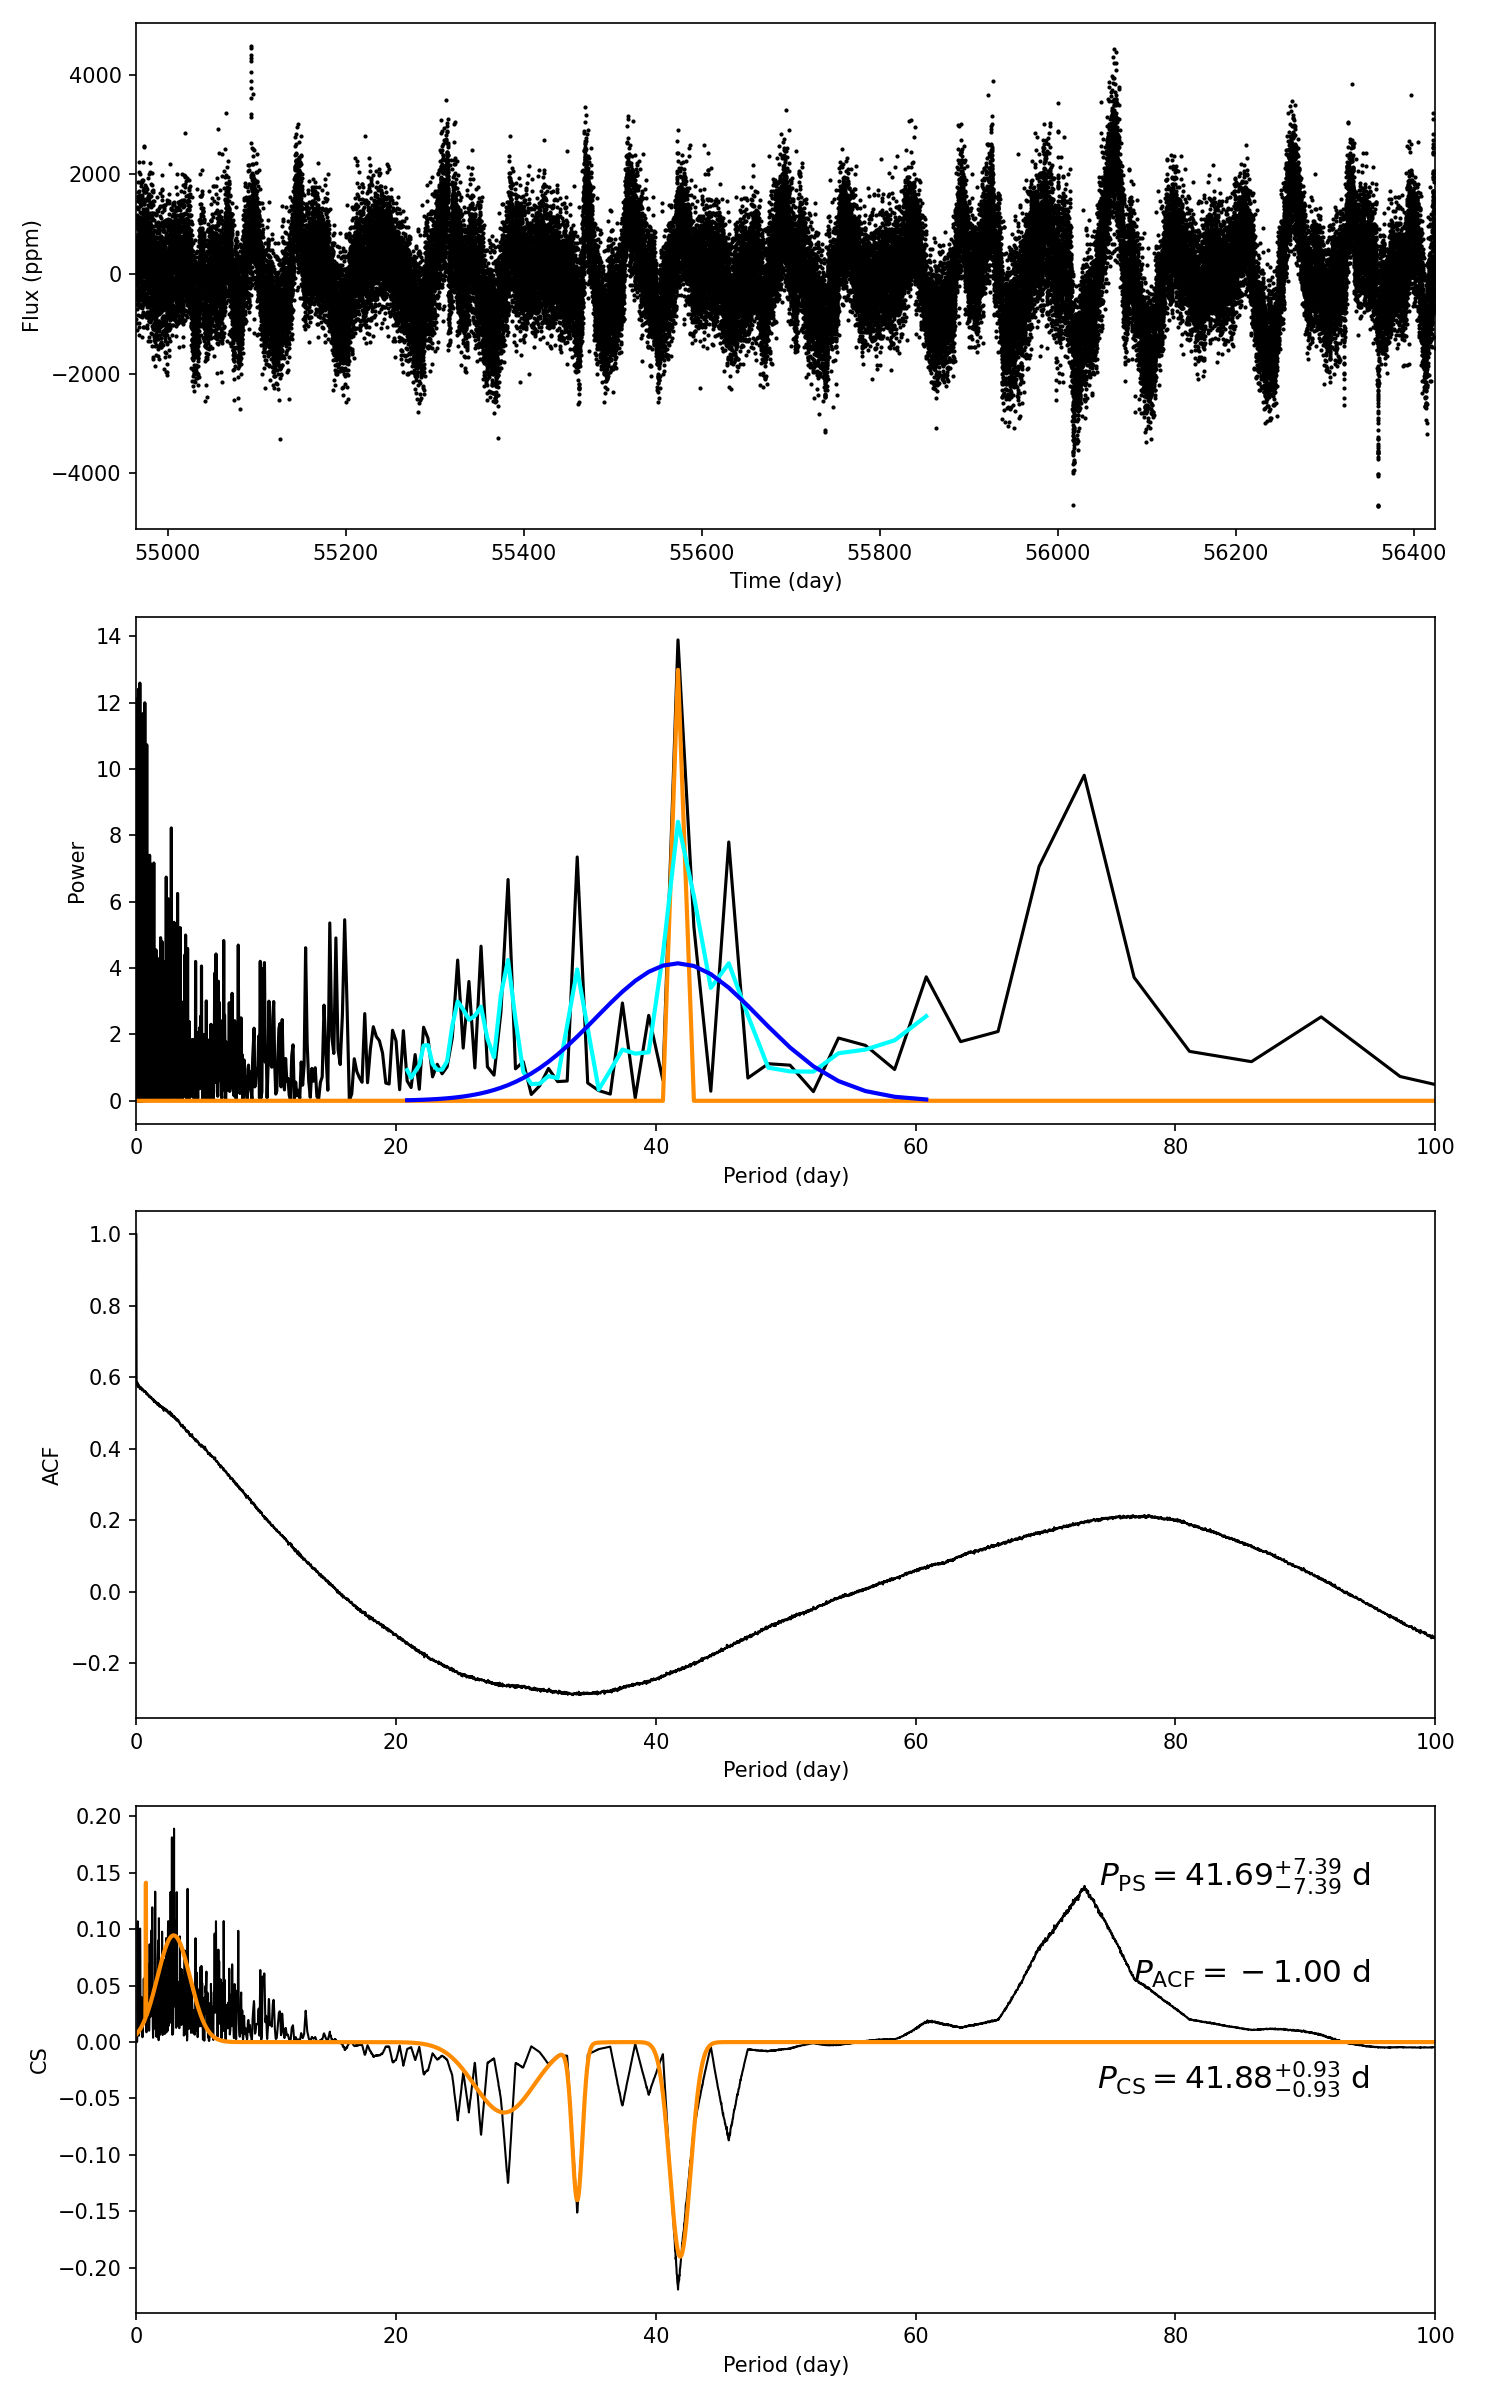 4000
2000
0
−2000
−4000
Flux (ppm)
55000 55200 55400 55600 55800 56000 56200 56400
Time (day)
14
12
10
8
6
4
2
0
Power
0 20 40 60 80 100
Period (day)
1.0
0.8
0.6
0.4
0.2
0.0
−0.2
ACF
0 20 40 60 80 100
Period (day)
0.20
0.15
0.10
0.05
0.00
−0.05
−0.10
−0.15
−0.20
CS
P_PS = 41.69 +7.39 −7.39 d
P_ACF = −1.00 d
P_CS = 41.88 +0.93 −0.93 d
0 20 40 60 80 100
Period (day)